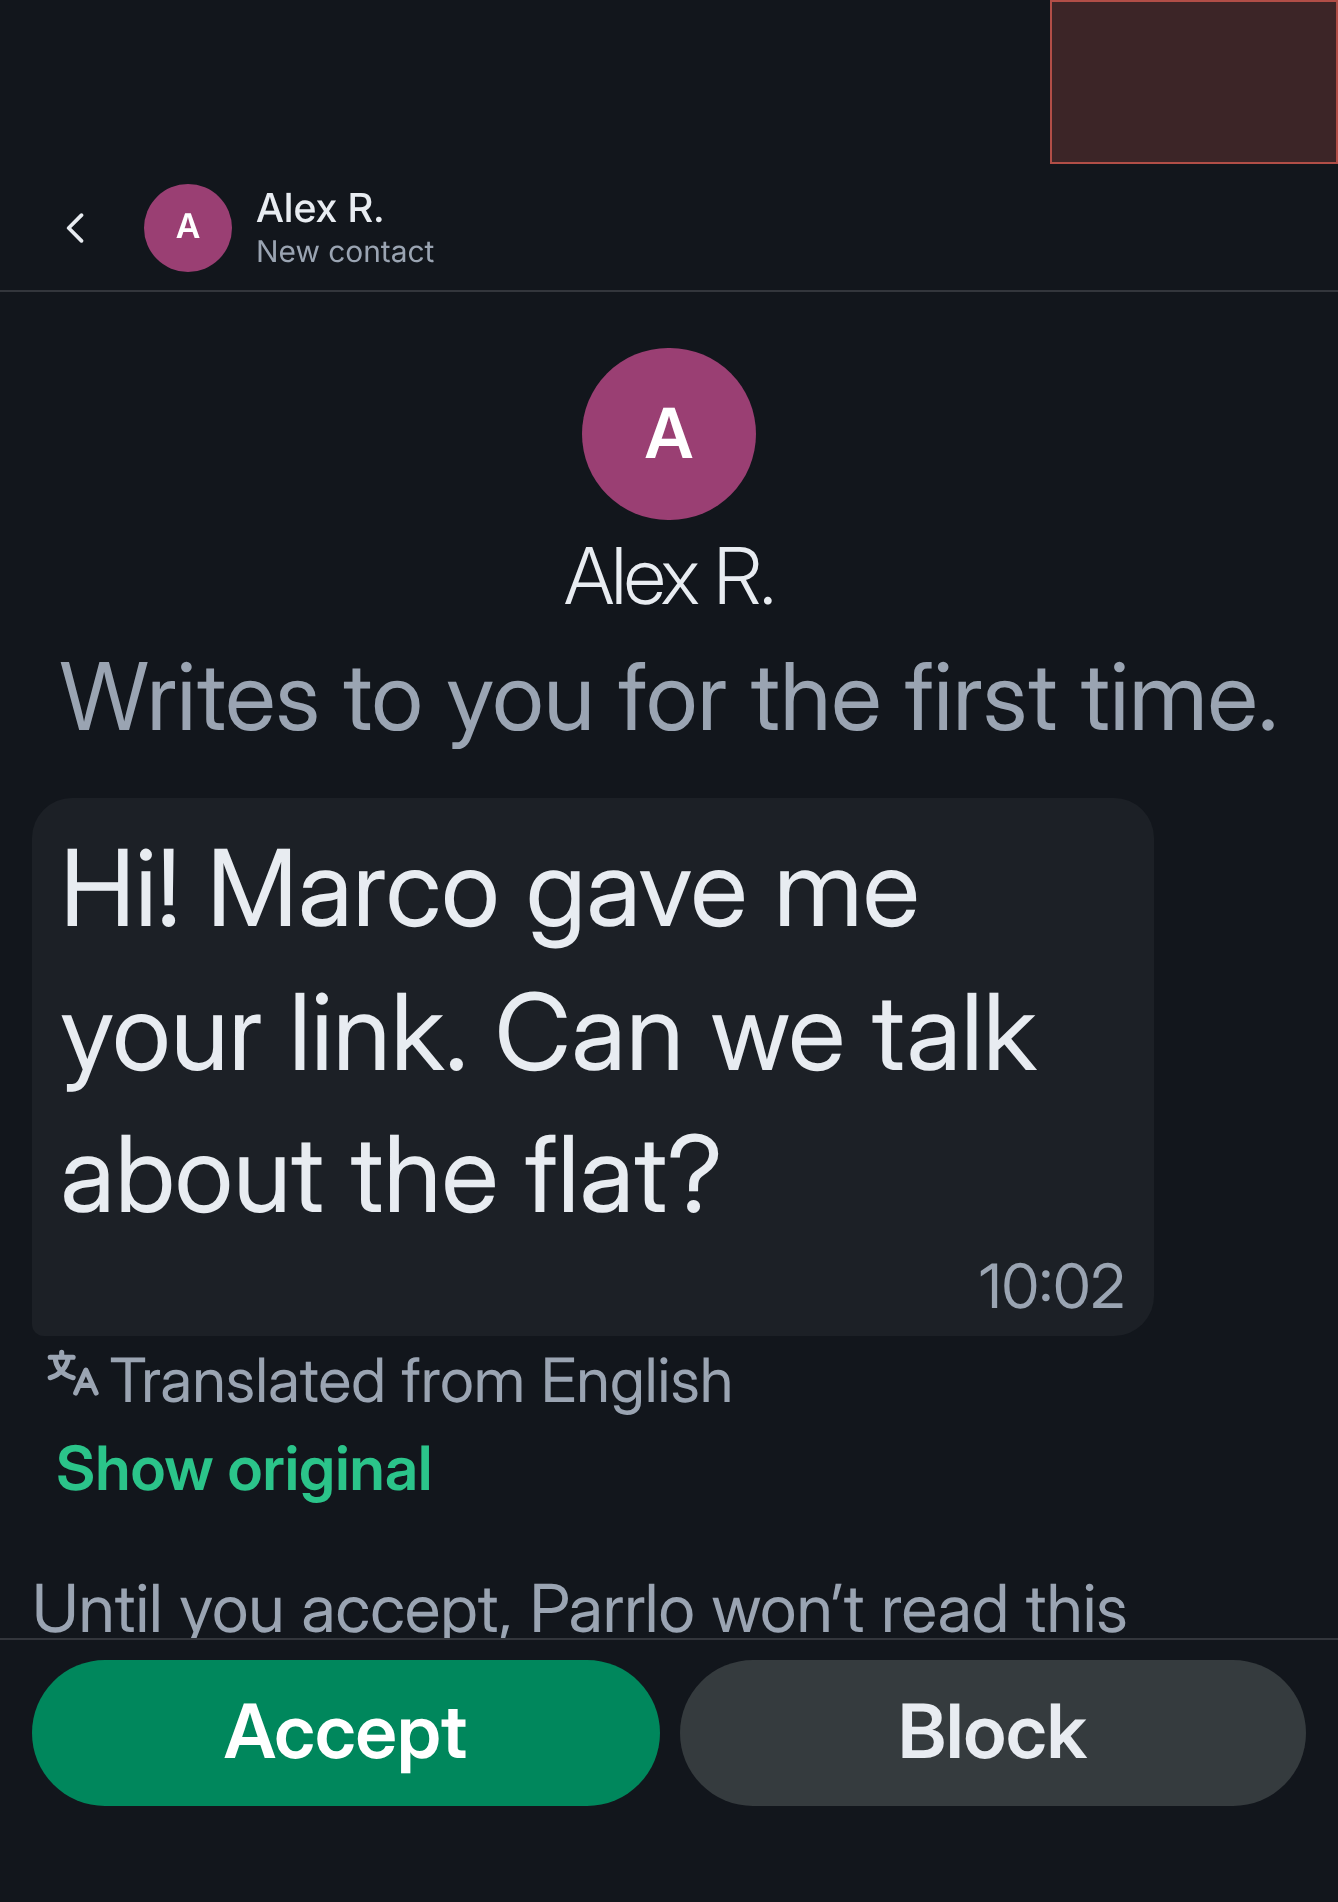 A
Alex R.
New contact
A
Alex R.
Writes to you for the first time.
Hi! Marco gave me
your link. Can we talk
about the flat?
10:02
Translated from English
Show original
Until you accept, Parrlo won’t read this
Accept
Block